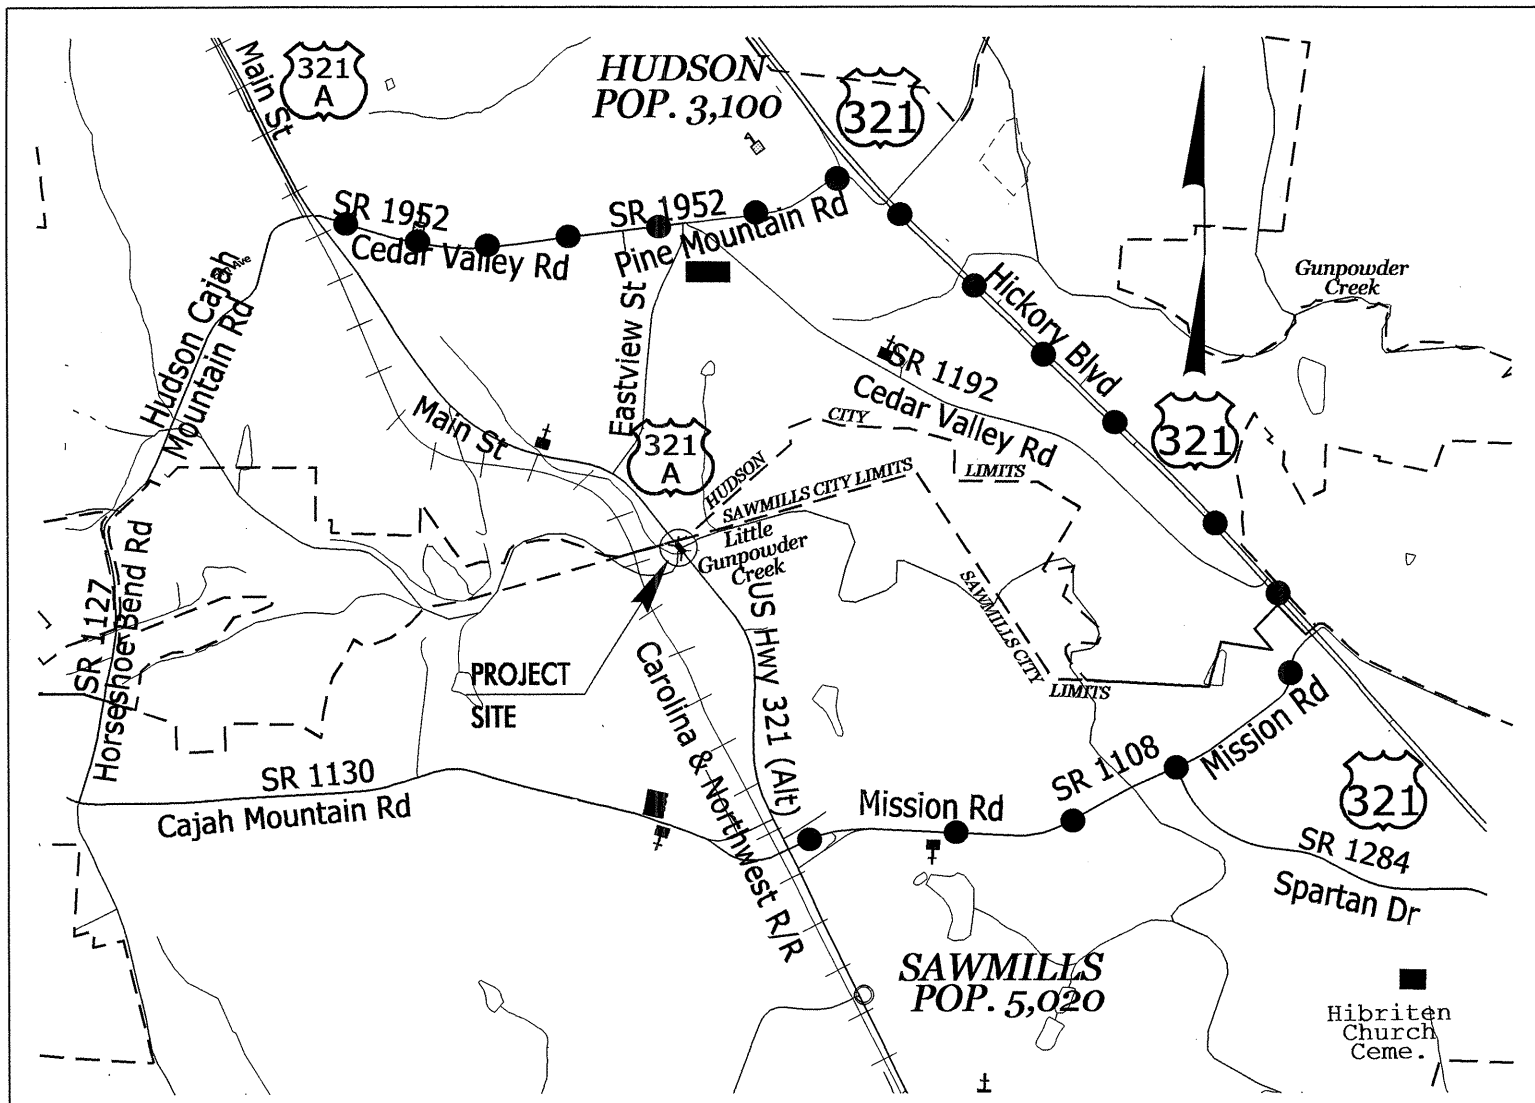 Main St
321
A
HUDSON
POP. 3,100
321
SR 1952
Cedar Valley Rd
SR 1952
Pine Mountain Rd
Gunpowder
Creek
Hickory Blvd
Hudson Cajah
Mountain Rd
Eastview St
SR 1192
Cedar Valley Rd
Main St
321
A
321
HUDSON
CITY
LIMITS
SAWMILLS CITY LIMITS
Little
Gunpowder
Creek
SAWMILLS CITY
LIMITS
SR 1127
Horseshoe Bend Rd
US Hwy 321 (Alt)
PROJECT
SITE
Carolina & Northwest R/R
SR 1130
Cajah Mountain Rd
Mission Rd
SR 1108
Mission Rd
321
SR 1284
Spartan Dr
SAWMILLS
POP. 5,020
Hibriten
Church
Ceme.